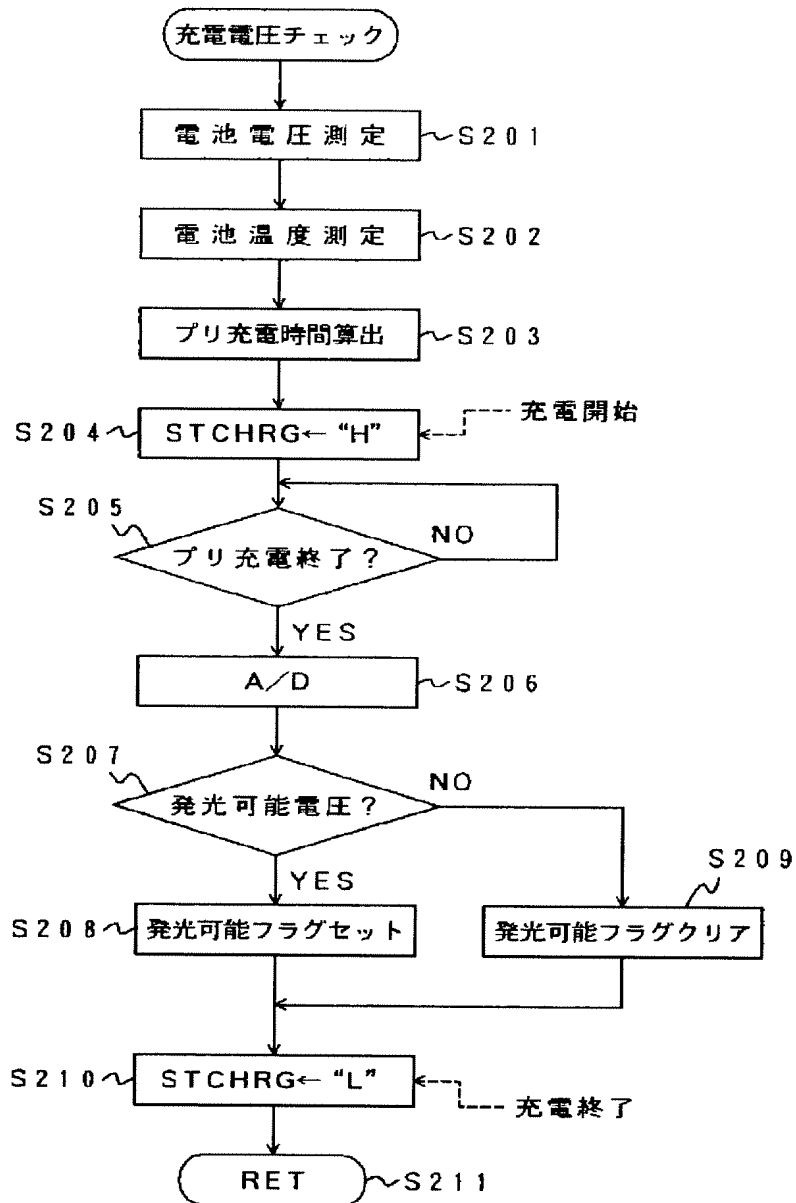 充電電圧チェック
電池電圧測定
S201
電池温度測定
S202
プリ充電時間算出
S203
S204
STCHRG← “H”
充電開始
S205
プリ充電終了？
NO
YES
A／D
S206
S207
発光可能電圧？
NO
YES
S208
発光可能フラグセット
S209
発光可能フラグクリア
S210
STCHRG← “L”
充電終了
RET
S211